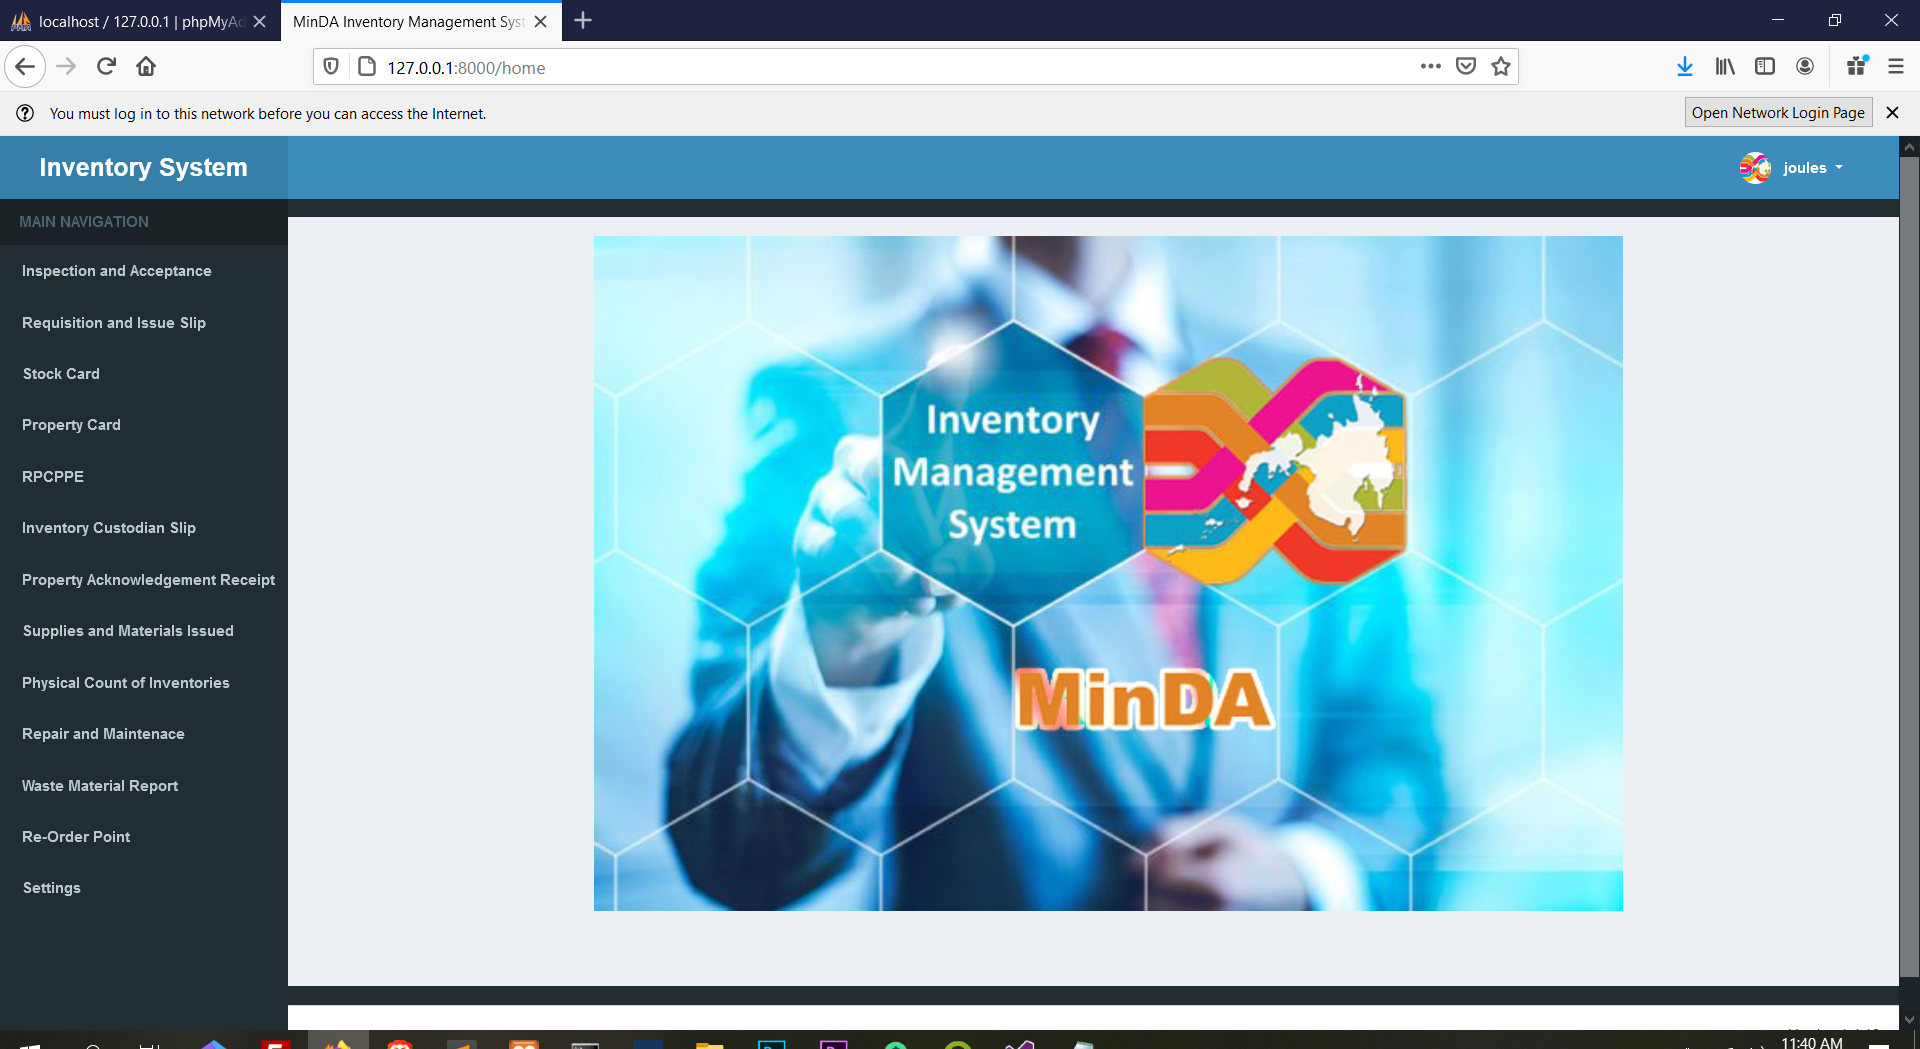 localhost / 127.0.0.1 | phpMyAd
MinDA Inventory Management Syst
127.0.0.1:8000/home
You must log in to this network before you can access the Internet.
Open Network Login Page
Inventory System
joules
MAIN NAVIGATION
Inspection and Acceptance
Requisition and Issue Slip
Stock Card
Property Card
RPCPPE
Inventory Custodian Slip
Property Acknowledgement Receipt
Supplies and Materials Issued
Physical Count of Inventories
Repair and Maintenace
Waste Material Report
Re-Order Point
Settings
Inventory
Management
System
MinDA
11:40 AM